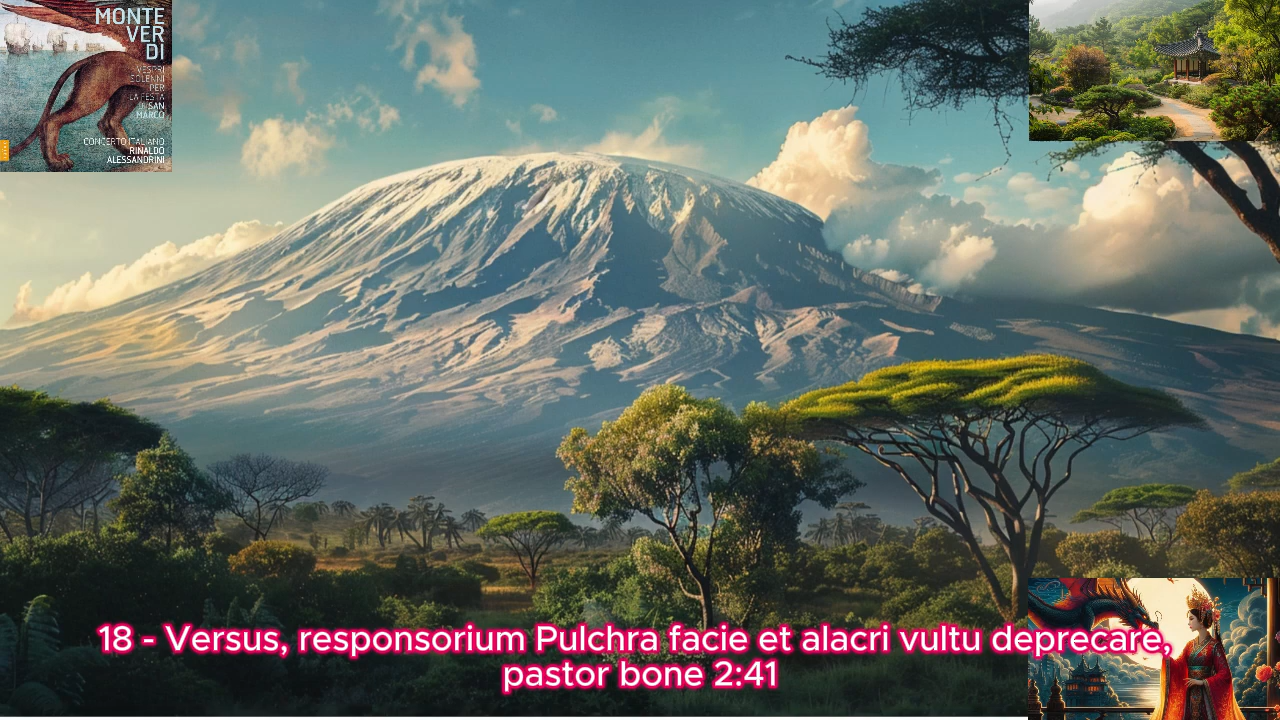 MONTE
VER
DI
VESPRI
SOLENNI
PER
LA FESTA
DI SAN
MARCO
CONCERTO ITALIANO
RINALDO
ALESSANDRINI
18 - Versus, responsorium Pulchra facie et alacri vultu deprecare,
pastor bone 2:41